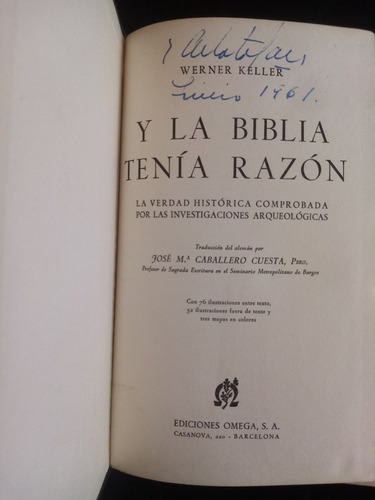 WERNER KELLER
1961.
Y LA BIBLIA
TENÍA RAZÓN
LA VERDAD HISTÓRICA COMPROBADA
POR LAS INVESTIGACIONES ARQUEOLÓGICAS
Traducción del alemán por
JOSÉ M.ª CABALLERO CUESTA, PBRO.
Profesor de Sagrada Escritura en el Seminario Metropolitano de Burgos
Con 76 ilustraciones entre texto,
52 ilustraciones fuera de texto y
tres mapas en colores
EDICIONES OMEGA, S. A.
CASANOVA, 220 - BARCELONA